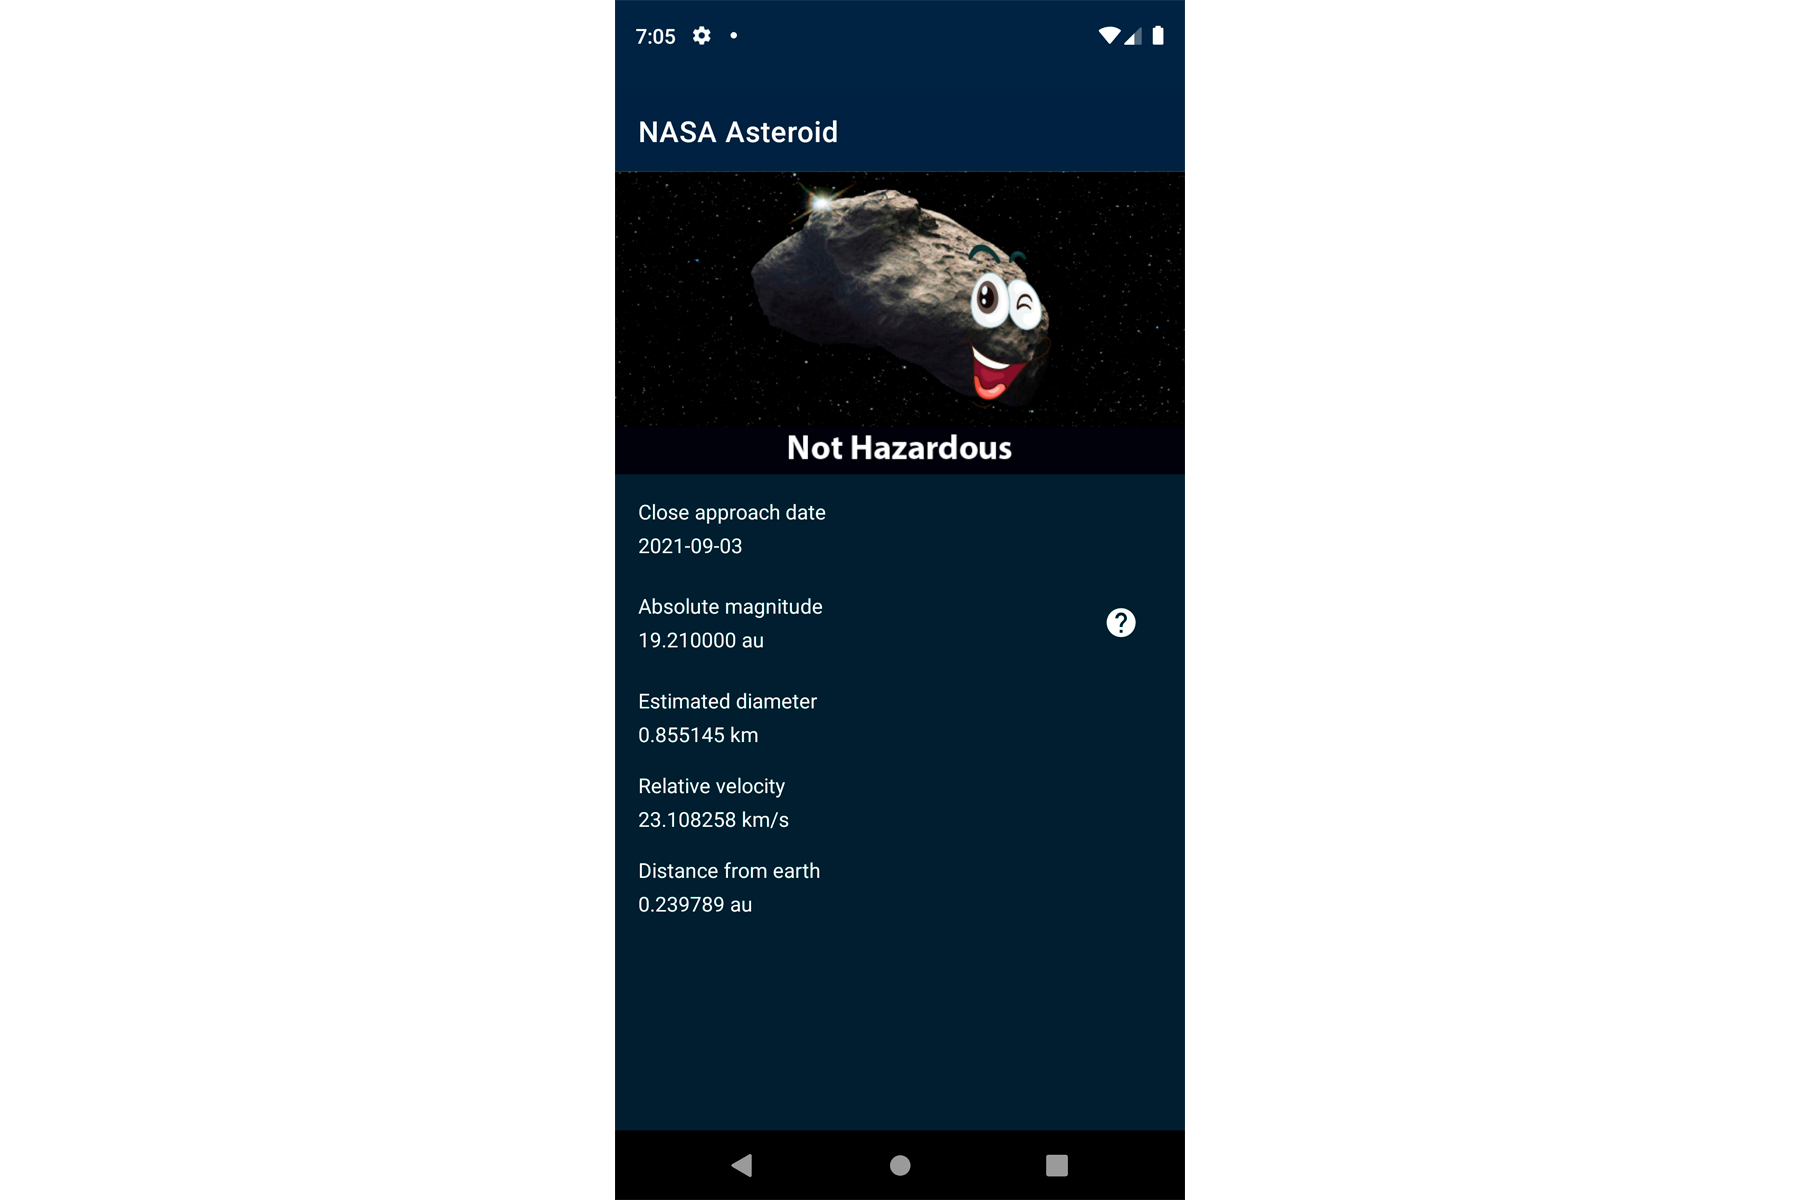 7:05
NASA Asteroid
Not Hazardous
Close approach date
2021-09-03
Absolute magnitude
19.210000 au
?
Estimated diameter
0.855145 km
Relative velocity
23.108258 km/s
Distance from earth
0.239789 au